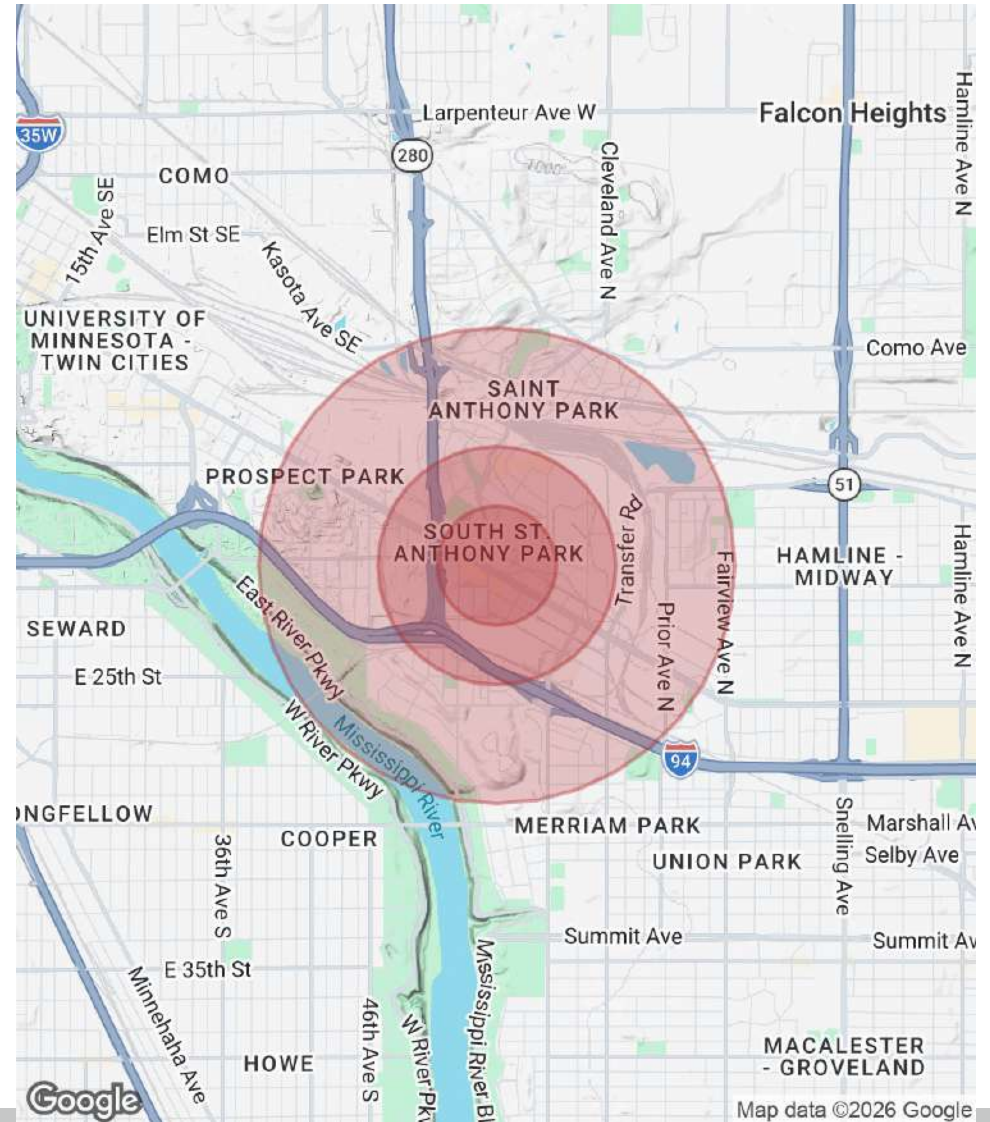 Larpenteur Ave W
Falcon Heights
Hamline Ave N
35W
280
COMO
Cleveland Ave N
15th Ave SE
Elm St SE
Kasota Ave SE
UNIVERSITY OF
MINNESOTA -
TWIN CITIES
Como Ave
SAINT
ANTHONY PARK
PROSPECT PARK
51
SOUTH ST.
ANTHONY PARK
Transfer Rd
HAMLINE -
MIDWAY
Hamline Ave N
Fairview Ave N
East River Pkwy
Prior Ave N
SEWARD
E 25th St
W River Pkwy
Mississippi River
94
ONGFELLOW
COOPER
MERRIAM PARK
Marshall Av
UNION PARK
Selby Ave
36th Ave S
Snelling Ave
Summit Ave
Summit Av
E 35th St
Minnehaha Ave
46th Ave S
W River Pkw
Mississippi River Bl
HOWE
MACALESTER
- GROVELAND
Google
Map data ©2026 Google
1000'